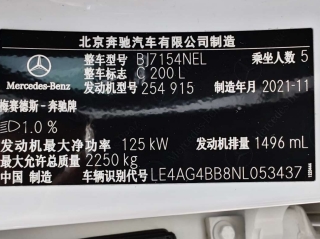 北京奔驰汽车有限公司制造
Mercedes-Benz
整车型号 BJ7154NEL 乘坐人数 5
整车标志 C 200 L
发动机型号 254 915 制造年月 2021-11
梅赛德斯-奔驰牌
1.0 %
发动机最大净功率 125 kW 发动机排量 1496 mL
最大允许总质量 2250 kg
中国 制造 车辆识别代号 LE4AG4BB8NL053437